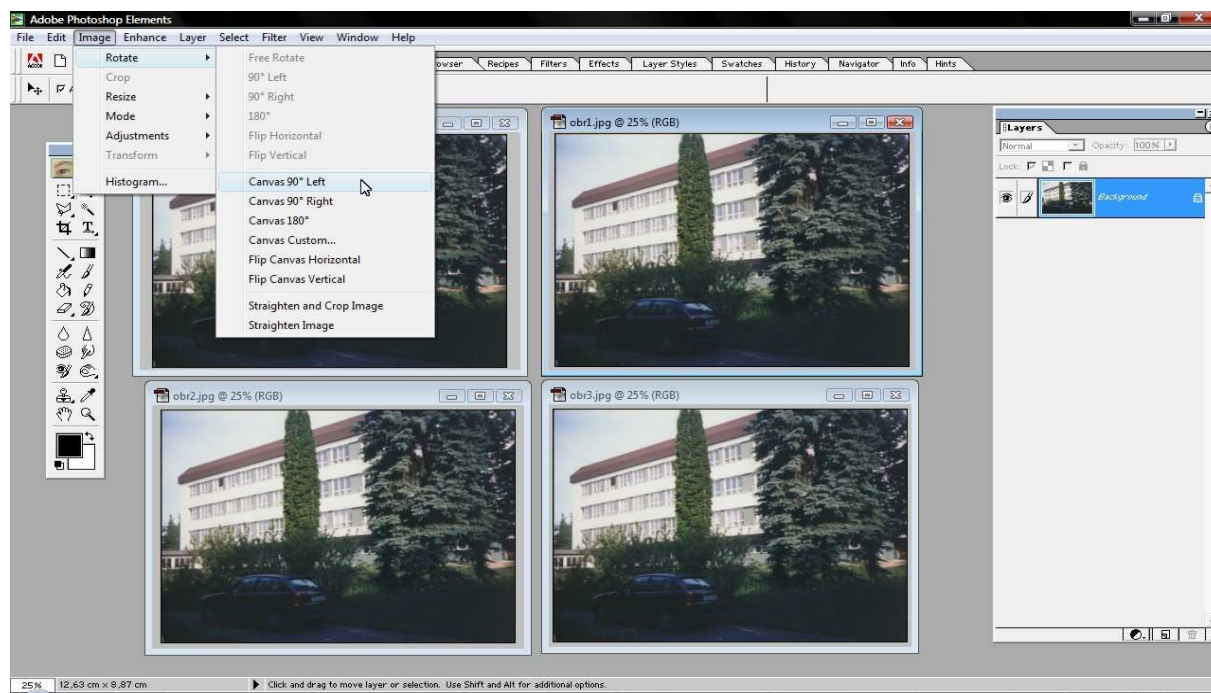 Adobe Photoshop Elements
File Edit Image Enhance Layer Select Filter View Window Help
Rotate
Crop
Resize
Mode
Adjustments
Transform
Histogram...
Free Rotate
90° Left
90° Right
180°
Flip Horizontal
Flip Vertical
Canvas 90° Left
Canvas 90° Right
Canvas 180°
Canvas Custom...
Flip Canvas Horizontal
Flip Canvas Vertical
Straighten and Crop Image
Straighten Image
Recipes Filters Effects Layer Styles Swatches History Navigator Info Hints
obr1.jpg @ 25% (RGB)
obr2.jpg @ 25% (RGB)
obr3.jpg @ 25% (RGB)
Layers
Normal Opacity: 100%
Lock:
Background
25% 12,63 cm × 8,87 cm Click and drag to move layer or selection. Use Shift and Alt for additional options.